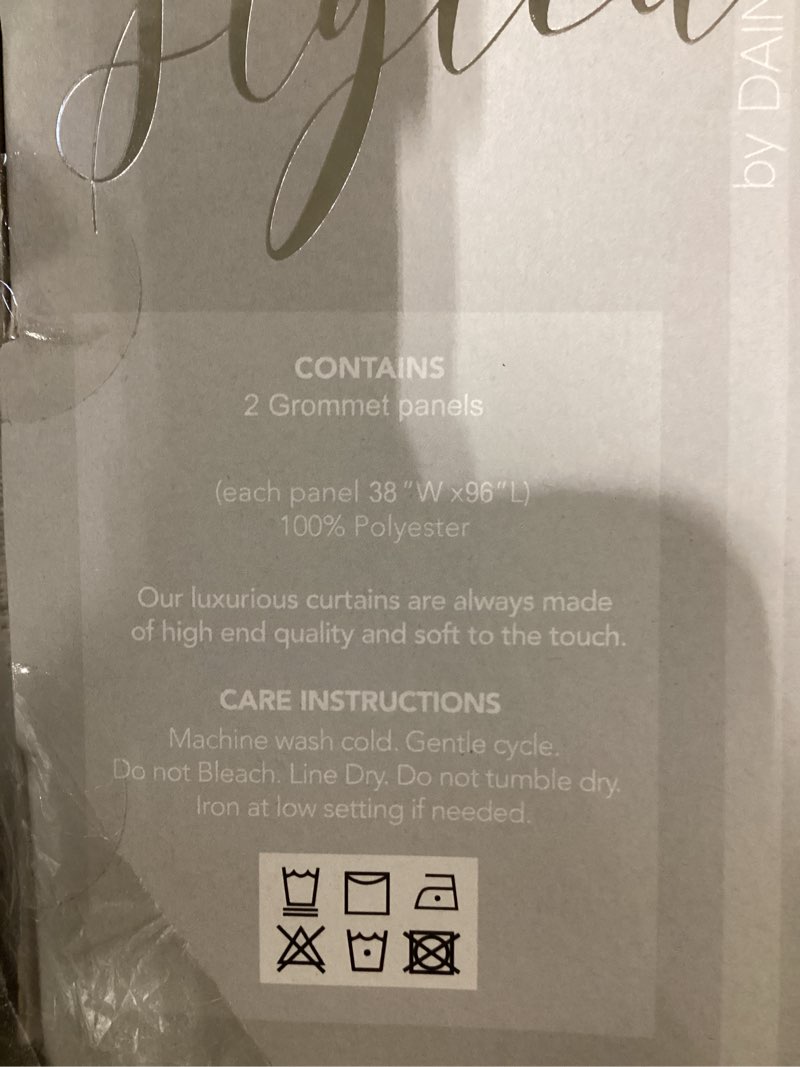 by
CONTAINS
2 Grommet panels
(each panel 38"W x96"L)
100% Polyester
Our luxurious curtains are always made
of high end quality and soft to the touch.
CARE INSTRUCTIONS
Machine wash cold. Gentle cycle.
Do not Bleach. Line Dry. Do not tumble dry.
Iron at low setting if needed.